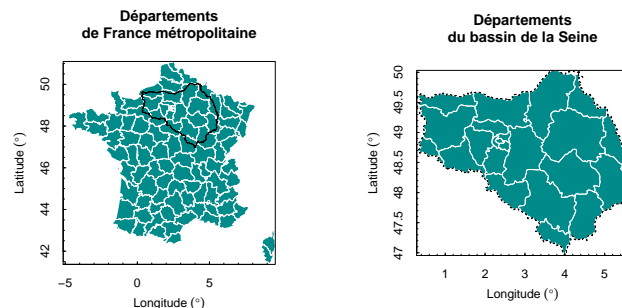 Départements
de France métropolitaine
50
48
46
44
42
Latitude (°)
−5
0
5
Longitude (°)
Départements
du bassin de la Seine
50
49.5
49
48.5
48
47.5
47
Latitude (°)
1
2
3
4
5
Longitude (°)